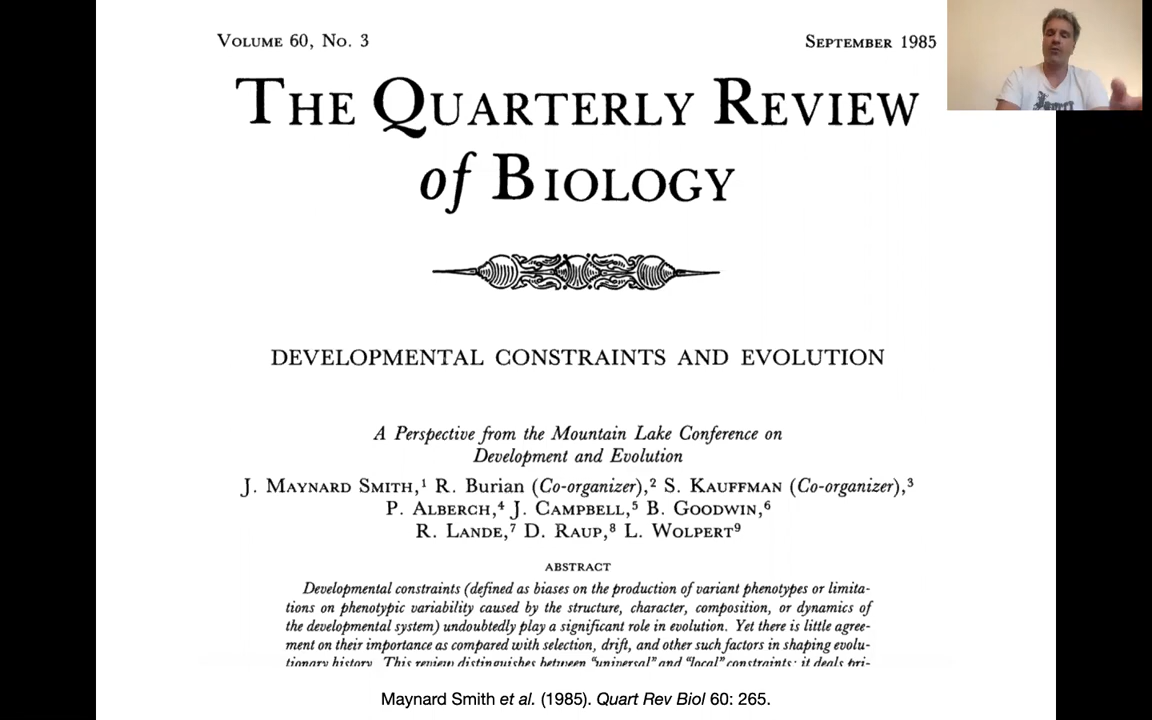 VOLUME 60, NO. 3
SEPTEMBER 1985
THE QUARTERLY REVIEW
of BIOLOGY
DEVELOPMENTAL CONSTRAINTS AND EVOLUTION
A Perspective from the Mountain Lake Conference on
Development and Evolution
J. MAYNARD SMITH,¹ R. Burian (Co-organizer),² S. KAUFFMAN (Co-organizer),³
P. ALBERCH,⁴ J. CAMPBELL,⁵ B. GOODWIN,⁶
R. LANDE,⁷ D. RAUP,⁸ L. WOLPERT⁹
ABSTRACT
Developmental constraints (defined as biases on the production of variant phenotypes or limita-
tions on phenotypic variability caused by the structure, character, composition, or dynamics of
the developmental system) undoubtedly play a significant role in evolution. Yet there is little agree-
ment on their importance as compared with selection, drift, and other such factors in shaping evolu-
tionary history. This review distinguishes between "universal" and "local" constraints; it deals pri-
Maynard Smith et al. (1985). Quart Rev Biol 60: 265.